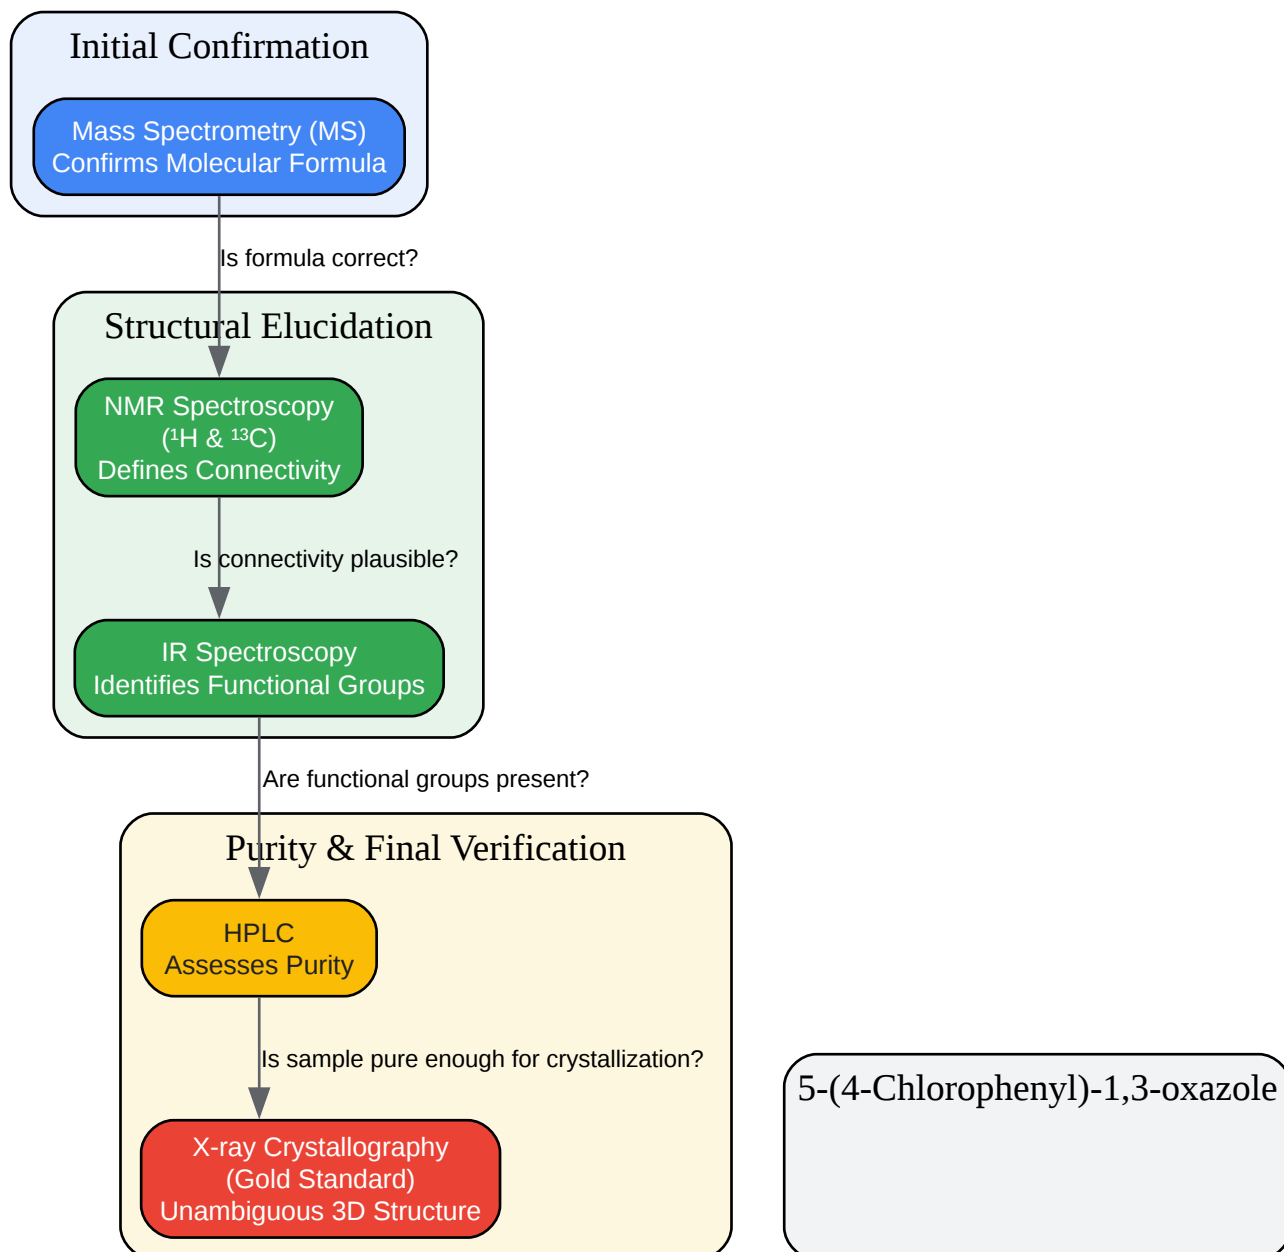 Initial Confirmation
Mass Spectrometry (MS)
Confirms Molecular Formula
Is formula correct?
Structural Elucidation
NMR Spectroscopy
(¹H & ¹³C)
Defines Connectivity
Is connectivity plausible?
IR Spectroscopy
Identifies Functional Groups
Are functional groups present?
Purity & Final Verification
HPLC
Assesses Purity
Is sample pure enough for crystallization?
X-ray Crystallography
(Gold Standard)
Unambiguous 3D Structure
5-(4-Chlorophenyl)-1,3-oxazole